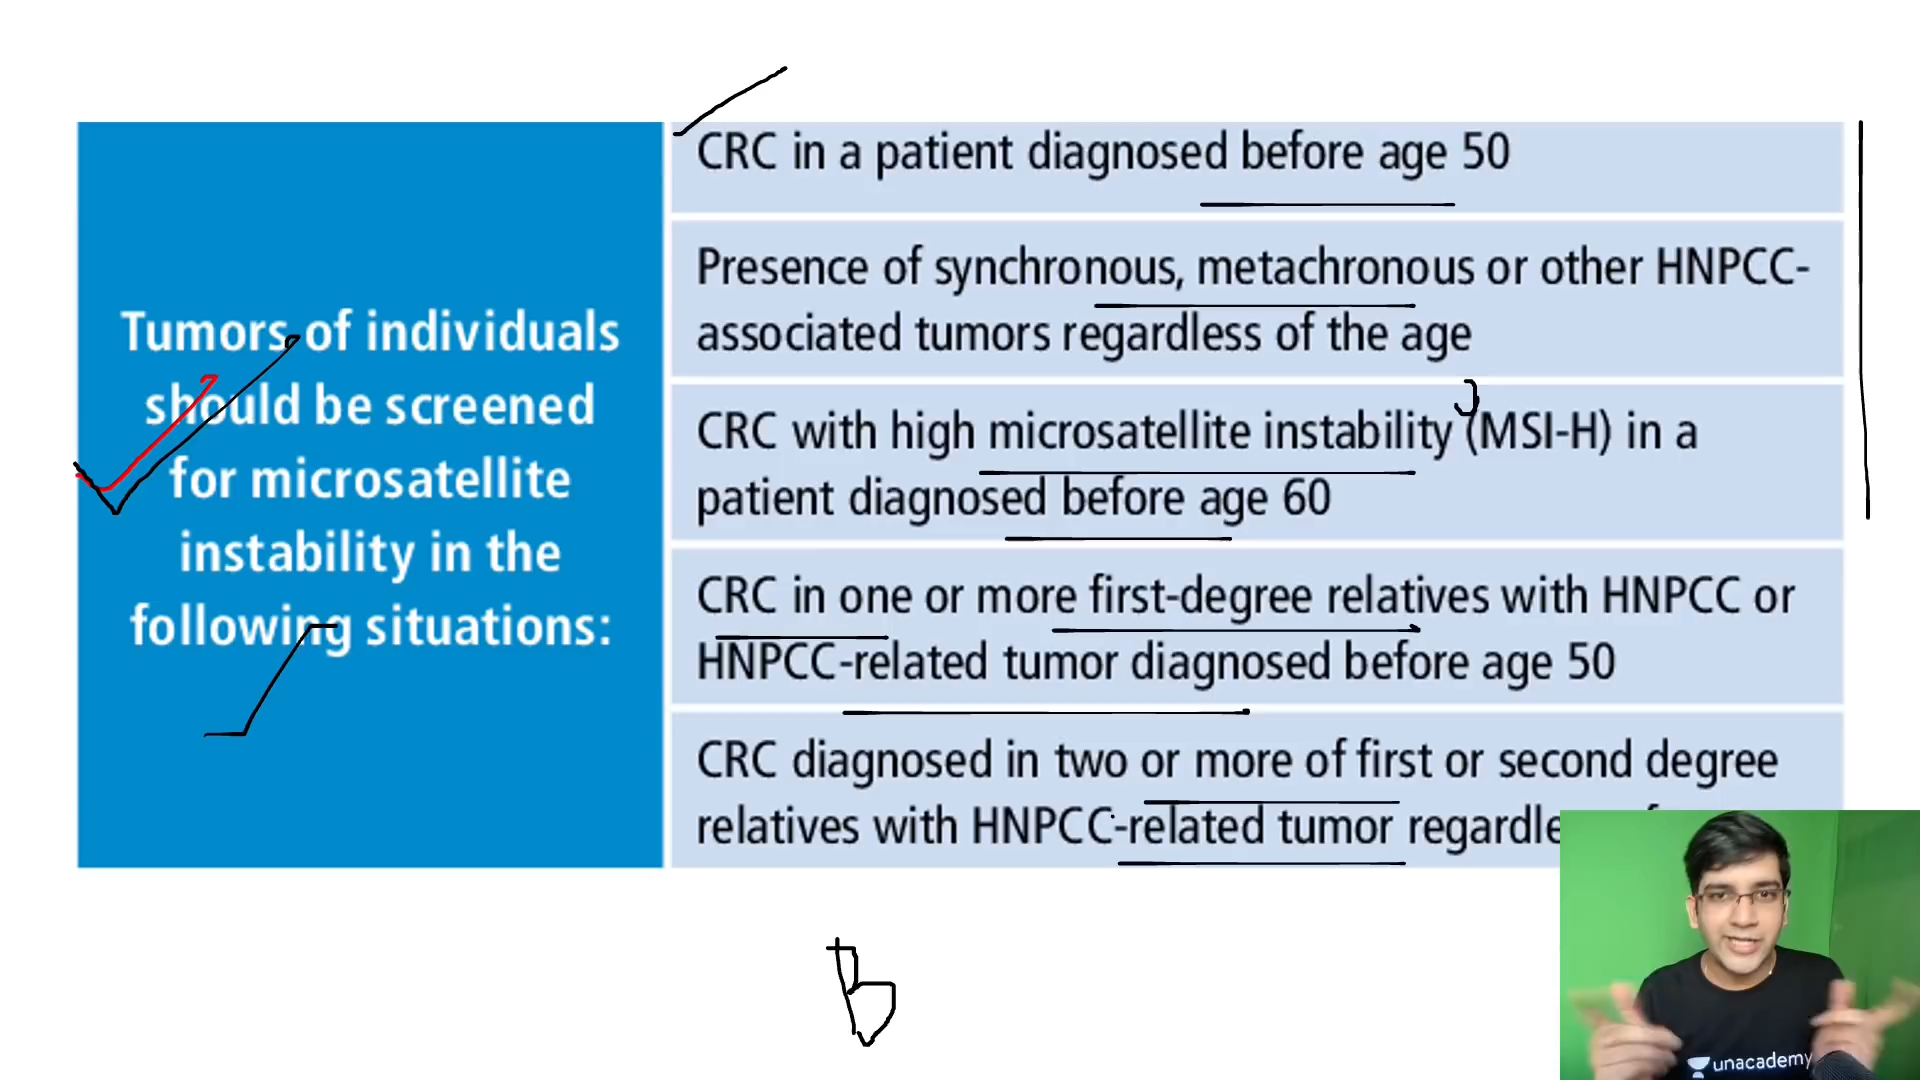 Tumors of individuals
should be screened
for microsatellite
instability in the
following situations:
CRC in a patient diagnosed before age 50
Presence of synchronous, metachronous or other HNPCC-
associated tumors regardless of the age
CRC with high microsatellite instability (MSI-H) in a
patient diagnosed before age 60
CRC in one or more first-degree relatives with HNPCC or
HNPCC-related tumor diagnosed before age 50
CRC diagnosed in two or more of first or second degree
relatives with HNPCC-related tumor
unacademy